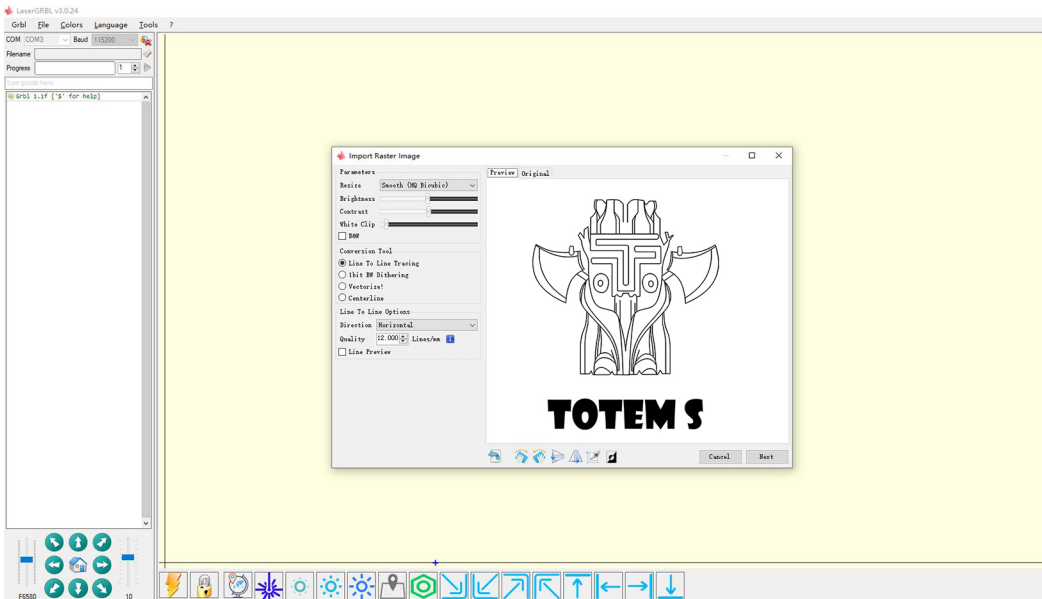 LaserGRBL v3.0.24
Grbl File Colors Language Tools ?
COM COM3 Baud 115200
Filename
Progress 1
type gcode here
Grbl 1.1f ['$' for help]
Import Raster Image
Parameters
Resize Smooth (HQ Bicubic)
Brightness
Contrast
White Clip
B&W
Conversion Tool
Line To Line Tracing
1bit BW Dithering
Vectorize!
Centerline
Line To Line Options
Direction Horizontal
Quality 12.000 Lines/mm
Line Preview
Preview Original
TOTEM S
Cancel Next
F6580 10